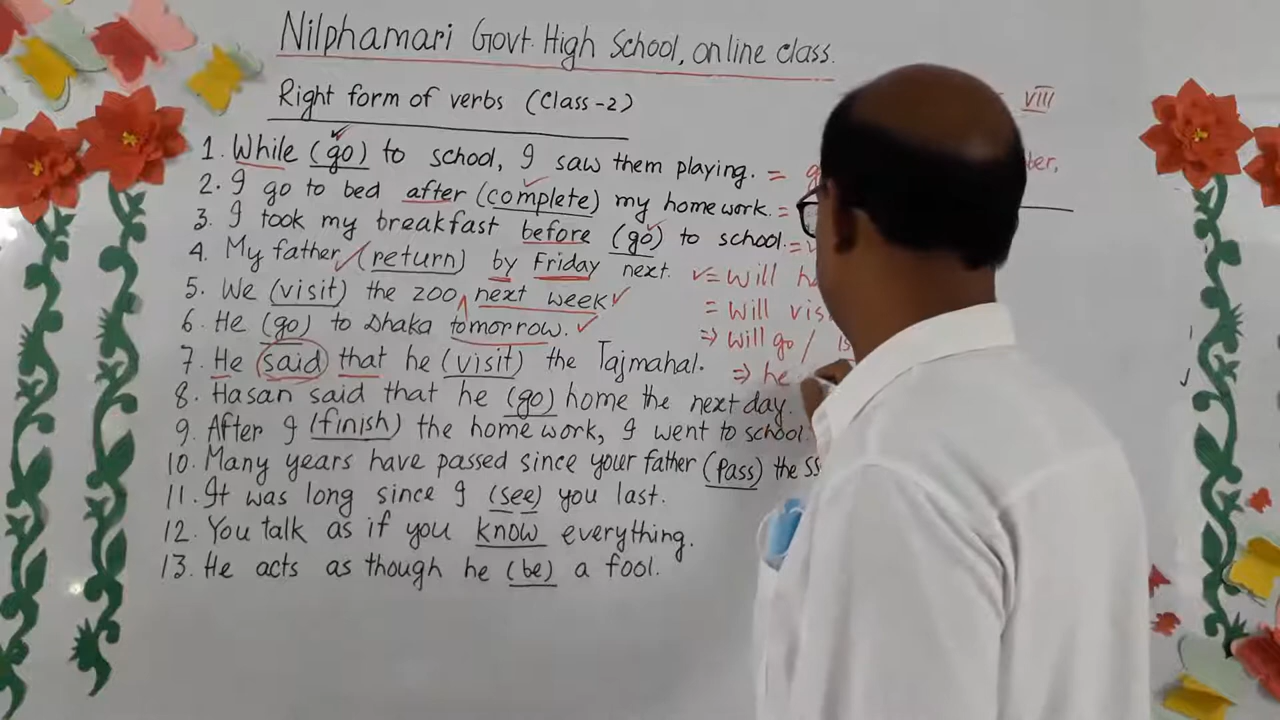 Nilphamari Govt. High School, online class.
Right form of verbs (Class-2)
VIII
1. While (go) to school, I saw them playing. =
2. I go to bed after (complete) my home work. =
3. I took my breakfast before (go) to school. =
4. My father (return) by Friday next. = will
5. We (visit) the zoo next week = will
6. He (go) to Dhaka tomorrow. ⇒ will go / is
7. He said that he (visit) the Tajmahal. ⇒ he
8. Hasan said that he (go) home the next day.
9. After I (finish) the home work, I went to school.
10. Many years have passed since your father (pass) the
11. It was long since I (see) you last.
12. You talk as if you know everything.
13. He acts as though he (be) a fool.